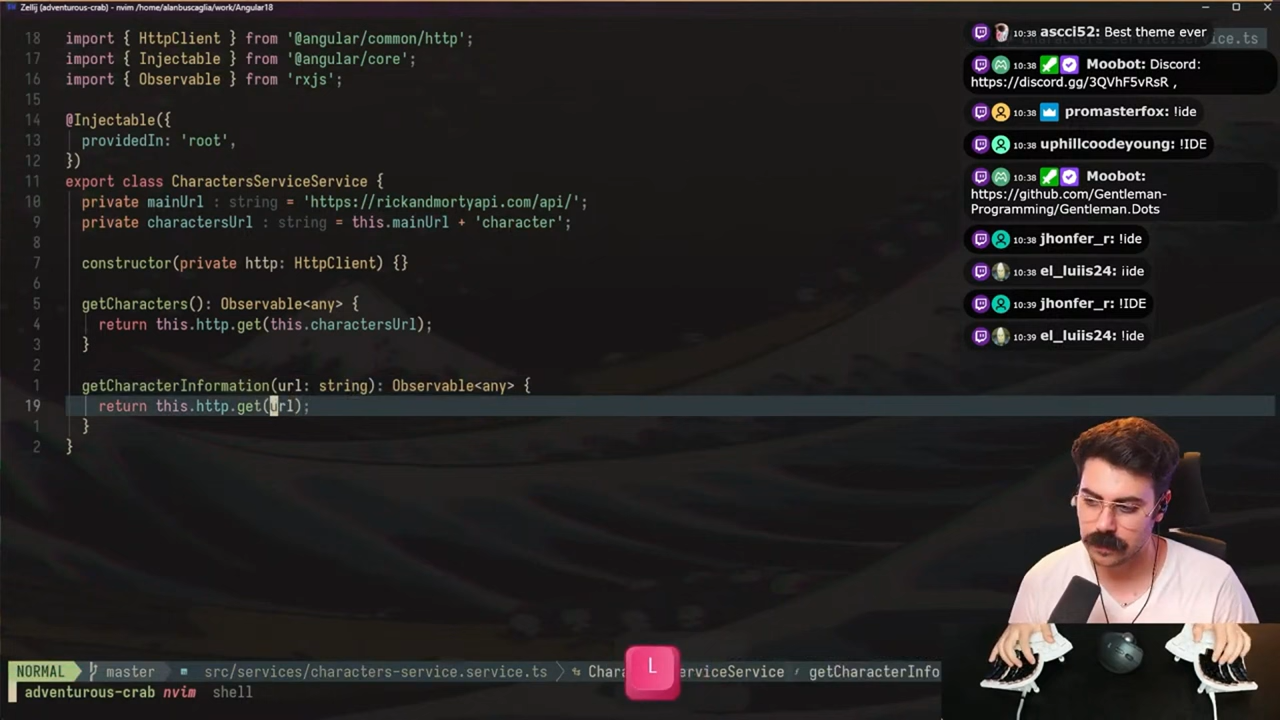 Zellij (adventurous-crab) - nvim /home/alanbuscaglia/work/Angular18
18 import { HttpClient } from '@angular/common/http';
17 import { Injectable } from '@angular/core';
16 import { Observable } from 'rxjs';
15
14 @Injectable({
13 providedIn: 'root',
12 })
11 export class CharactersServiceService {
10 private mainUrl : string = 'https://rickandmortyapi.com/api/';
9 private charactersUrl : string = this.mainUrl + 'character';
8
7 constructor(private http: HttpClient) {}
6
5 getCharacters(): Observable<any> {
4 return this.http.get(this.charactersUrl);
3 }
2
1 getCharacterInformation(url: string): Observable<any> {
19 return this.http.get(url);
1 }
2 }
NORMAL master src/services/characters-service.service.ts Chara erviceService getCharacterInfo
adventurous-crab nvim shell
L
10:38 ascci52: Best theme ever
ce.ts
10:38 Moobot: Discord:
https://discord.gg/3QVhF5vRsR ,
10:38 promasterfox: !ide
10:38 uphillcoodeyoung: !IDE
10:38 Moobot:
https://github.com/Gentleman-
Programming/Gentleman.Dots
10:38 jhonfer_r: !ide
10:38 el_luiis24: iide
10:39 jhonfer_r: !IDE
10:39 el_luiis24: !ide